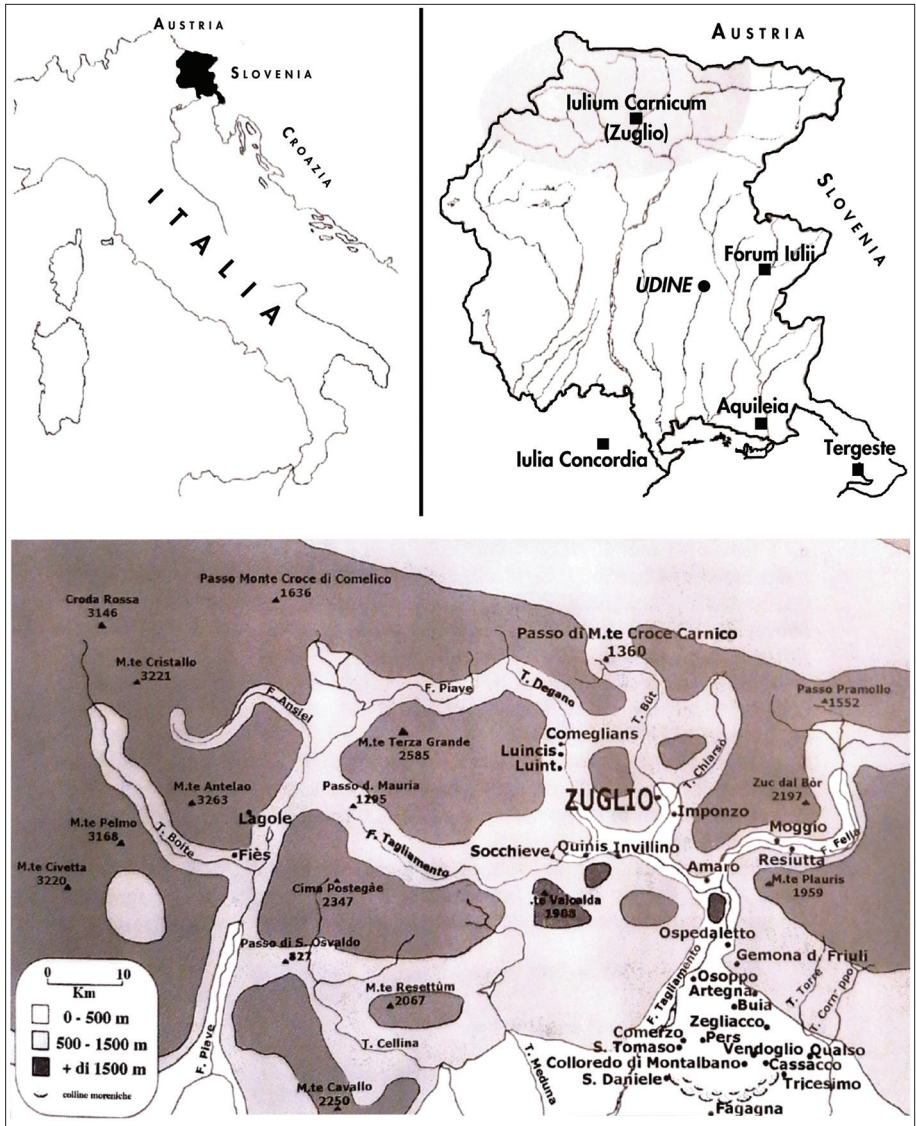 AUSTRIA
SLOVENIA
CROAZIA
ITALIA
AUSTRIA
Iulium Carnicum
(Zuglio)
SLOVENIA
Forum Iulii
UDINE
Aquileia
Iulia Concordia
Tergeste
Passo Monte Croce di Comelico
1636
Croda Rossa
3146
Passo di M.te Croce Carnico
1360
M.te Cristallo
3221
F. Ansiel
F. Piave
T. Degano
T. Bût
Passo Pramollo
1552
M.te Terza Grande
2585
Comeglians
Luincis
Luint
T. Chiarsò
Zuc dal Bôr
2197
M.te Antelao
3263
Passo d. Mauria
1295
ZUGLIO
Imponzo
Lagole
M.te Pelmo
3168
T. Boite
Fiès
F. Tagliamento
Socchieve
Quinis
Invillino
Moggio
F. Fella
Resiutta
M.te Civetta
3220
Amaro
M.te Plauris
1959
Cima Postegàe
2347
.te Valcalda
1908
Ospedaletto
Passo di S. Osvaldo
827
Gemona d. Friuli
0 10
Km
0 - 500 m
500 - 1500 m
+ di 1500 m
colline moreniche
F. Piave
M.te Resettùm
2067
T. Cellina
M.te Cavallo
2250
T. Meduna
F. Tagliamento
Osoppo
Artegna
Buia
T. Torre
Zegliacco
Comerzo
Pers
S. Tomaso
Vendoglio
Qualso
Colloredo di Montalbano
Cassacco
S. Daniele
Tricesimo
Fagagna